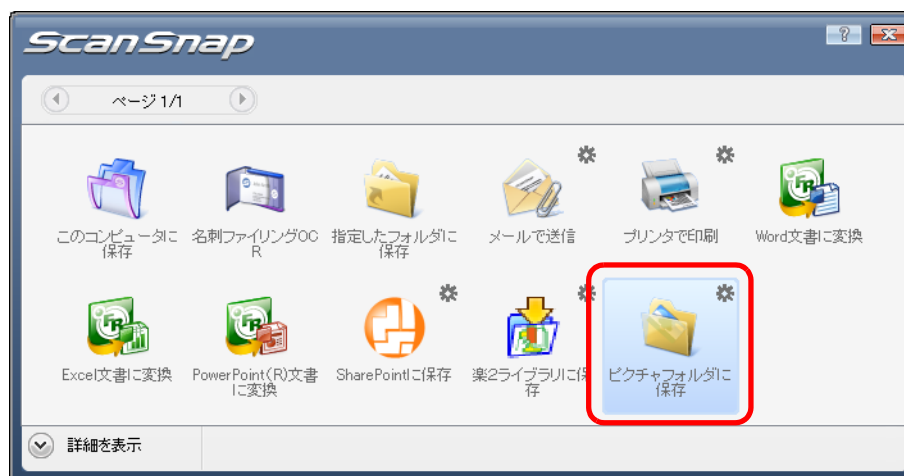 ScanSnap
?
ページ 1/1
このコンピュータに
保存
名刺ファイリングOC
R
指定したフォルダに
保存
メールで送信
プリンタで印刷
Word文書に変換
Excel文書に変換
PowerPoint(R)文書
に変換
SharePointに保存
楽2ライブラリに保
存
ピクチャフォルダに
保存
詳細を表示